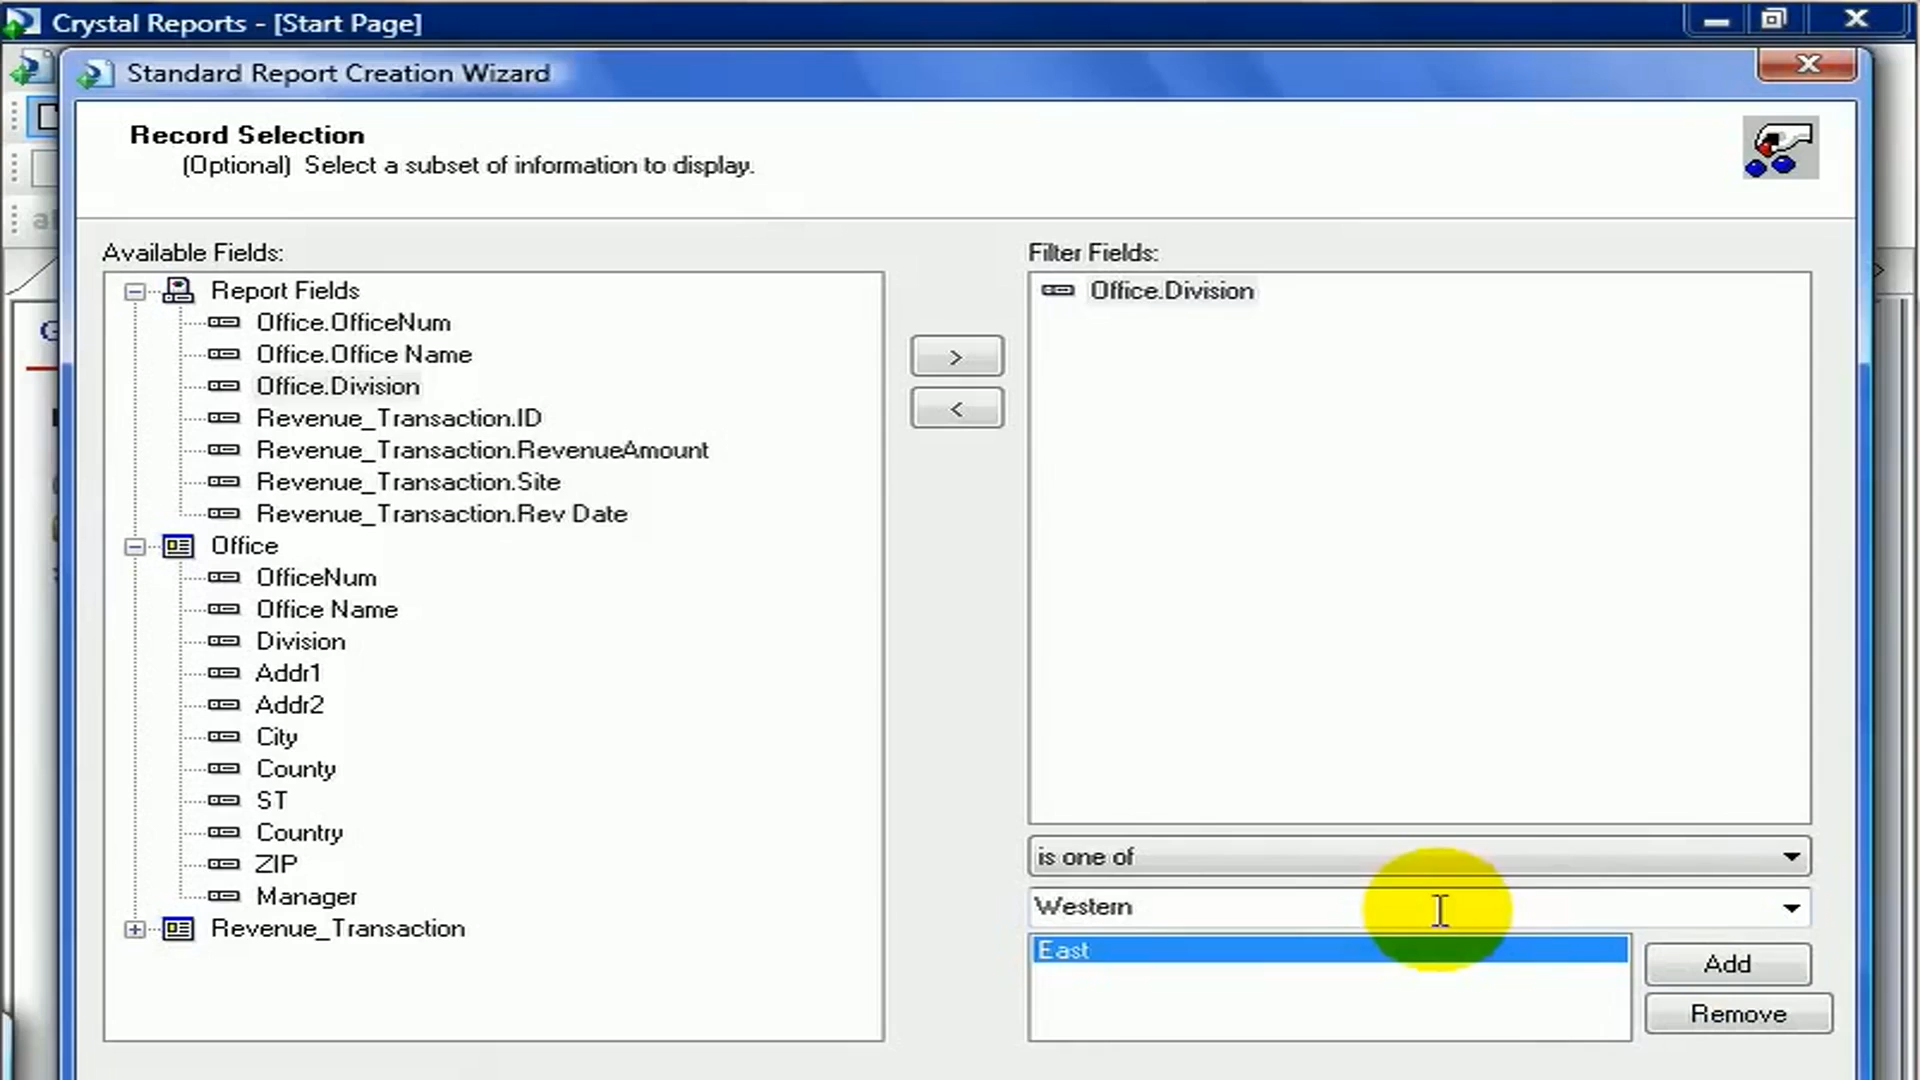 Crystal Reports - [Start Page]
Standard Report Creation Wizard
Record Selection
(Optional) Select a subset of information to display.
Available Fields:
Report Fields
Office.OfficeNum
Office.Office Name
Office.Division
Revenue_Transaction.ID
Revenue_Transaction.RevenueAmount
Revenue_Transaction.Site
Revenue_Transaction.Rev Date
Office
OfficeNum
Office Name
Division
Addr1
Addr2
City
County
ST
Country
ZIP
Manager
Revenue_Transaction
>
<
Filter Fields:
Office.Division
is one of
Western
East
Add
Remove